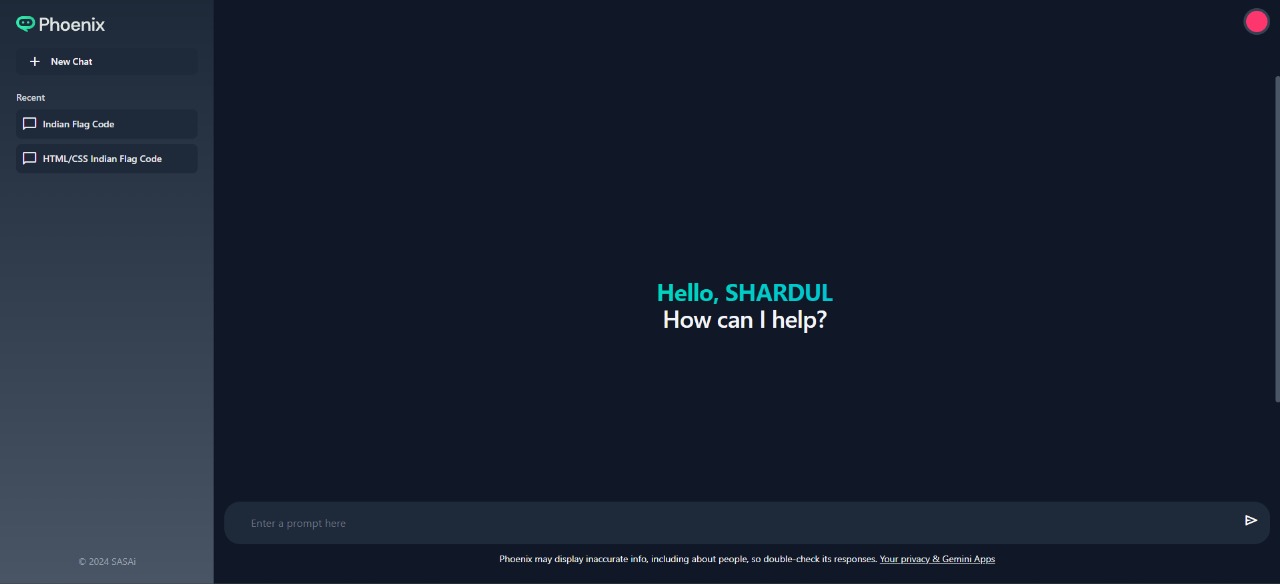 Phoenix
New Chat
Recent
Indian Flag Code
HTML/CSS Indian Flag Code
Hello, SHARDUL
How can I help?
Enter a prompt here
Phoenix may display inaccurate info, including about people, so double-check its responses. Your privacy & Gemini Apps
© 2024 SASAi